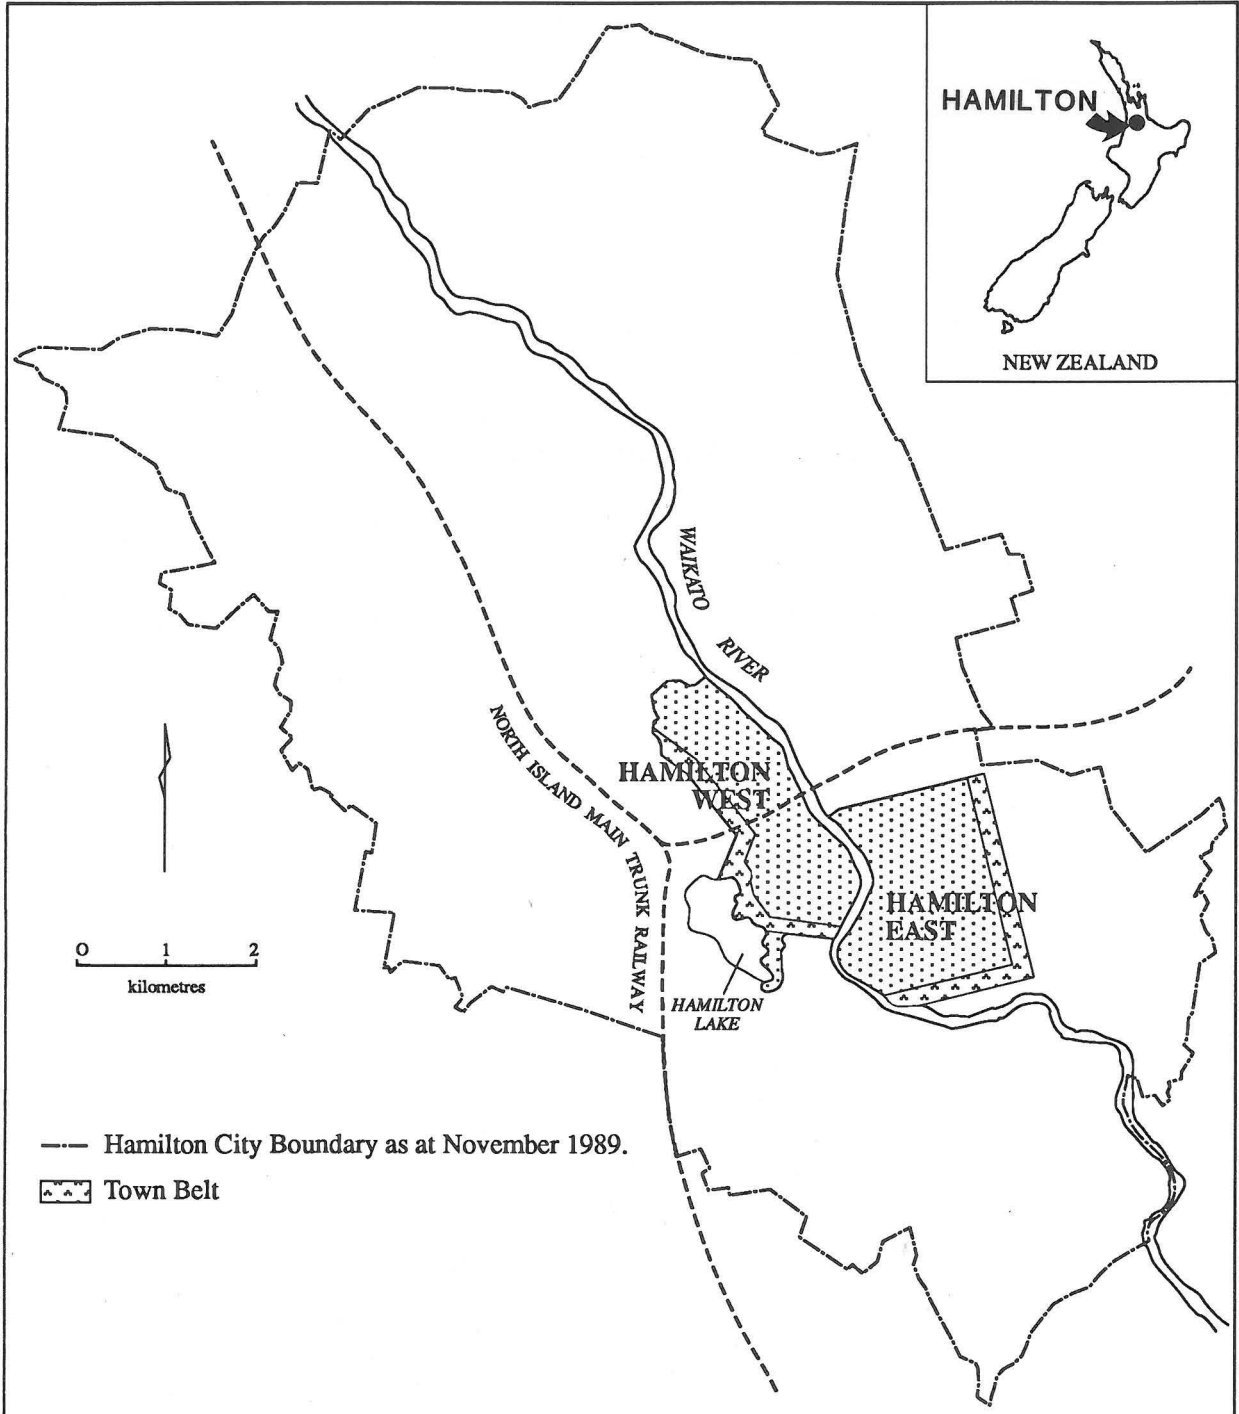 HAMILTON
NEW ZEALAND
WAIKATO
RIVER
NORTH ISLAND MAIN TRUNK RAILWAY
HAMILTON
WEST
HAMILTON
EAST
HAMILTON
LAKE
0 1 2
kilometres
Hamilton City Boundary as at November 1989.
Town Belt